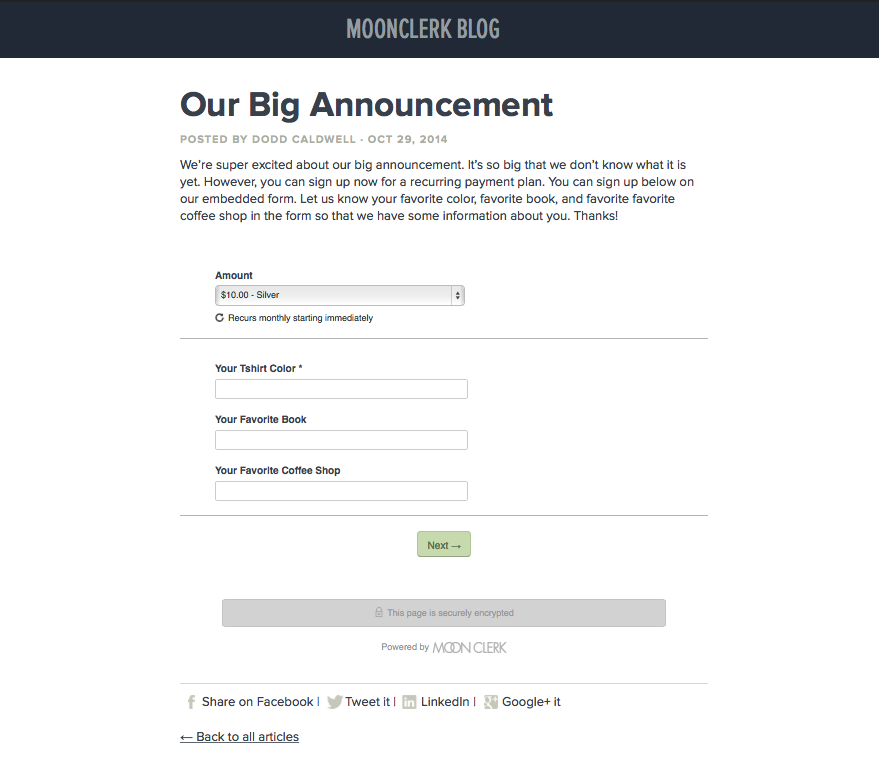 MOONCLERK BLOG
Our Big Announcement
POSTED BY DODD CALDWELL · OCT 29, 2014
We're super excited about our big announcement. It's so big that we don't know what it is
yet. However, you can sign up now for a recurring payment plan. You can sign up below on
our embedded form. Let us know your favorite color, favorite book, and favorite favorite
coffee shop in the form so that we have some information about you. Thanks!
Amount
$10.00 - Silver
Recurs monthly starting immediately
Your Tshirt Color *
Your Favorite Book
Your Favorite Coffee Shop
Next →
This page is securely encrypted
Powered by MOON CLERK
Share on Facebook | Tweet it | LinkedIn | Google+ it
← Back to all articles